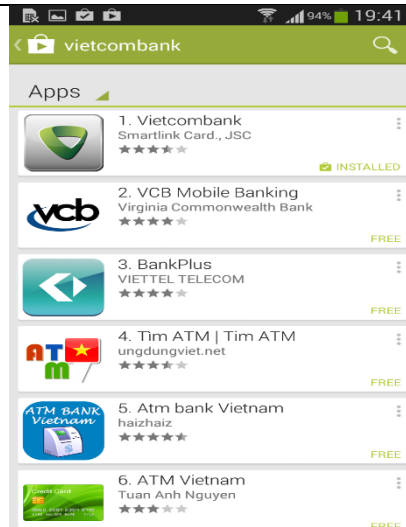 94% 19:41
vietcombank
Apps
1. Vietcombank
Smartlink Card., JSC
INSTALLED
vcb
2. VCB Mobile Banking
Virginia Commonwealth Bank
FREE
3. BankPlus
VIETTEL TELECOM
FREE
ATM
4. Tìm ATM | Tim ATM
ungdungviet.net
FREE
ATM BANK
Vietnam
5. Atm bank Vietnam
haizhaiz
FREE
Credit Card
6. ATM Vietnam
Tuan Anh Nguyen
FREE